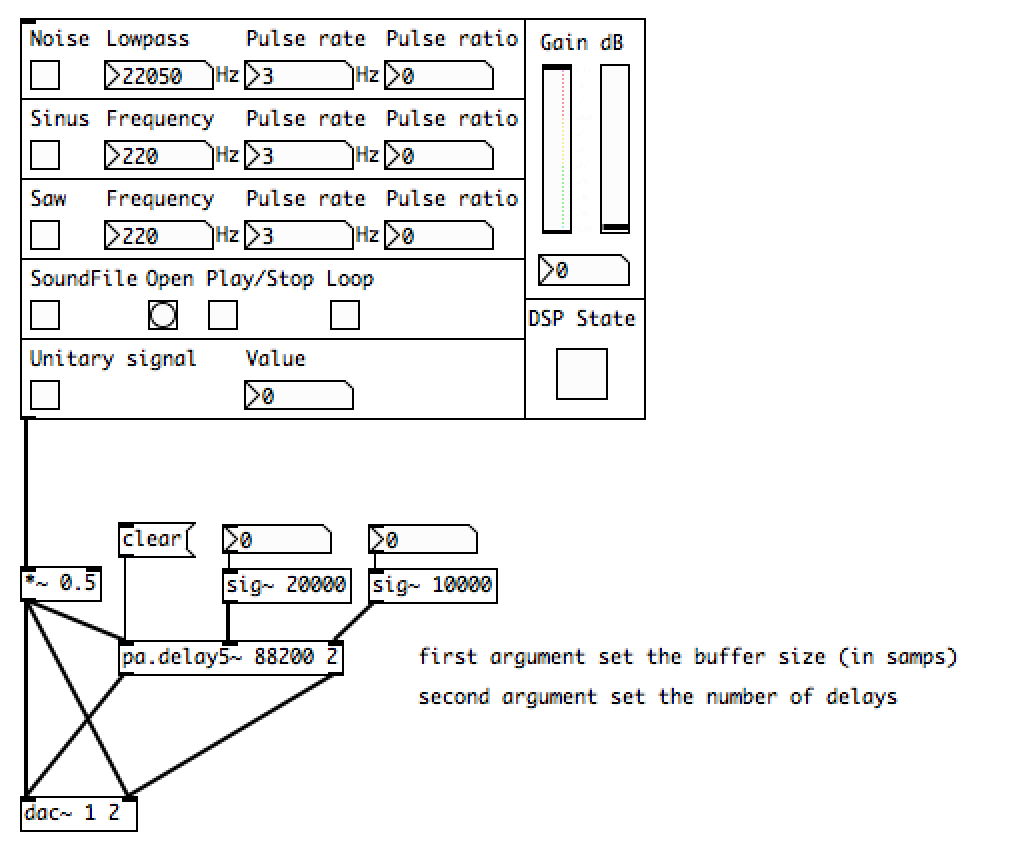 Noise Lowpass Pulse rate Pulse ratio
22050 Hz 3 Hz 0
Sinus Frequency Pulse rate Pulse ratio
220 Hz 3 Hz 0
Saw Frequency Pulse rate Pulse ratio
220 Hz 3 Hz 0
SoundFile Open Play/Stop Loop
Unitary signal Value
0
Gain dB
0
DSP State
clear 0 0
*~ 0.5 sig~ 20000 sig~ 10000
pa.delay5~ 88200 2
first argument set the buffer size (in samps)
second argument set the number of delays
dac~ 1 2